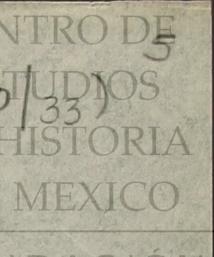 NTRO DE
5
TUDIOS
/33)
HISTORIA
MEXICO